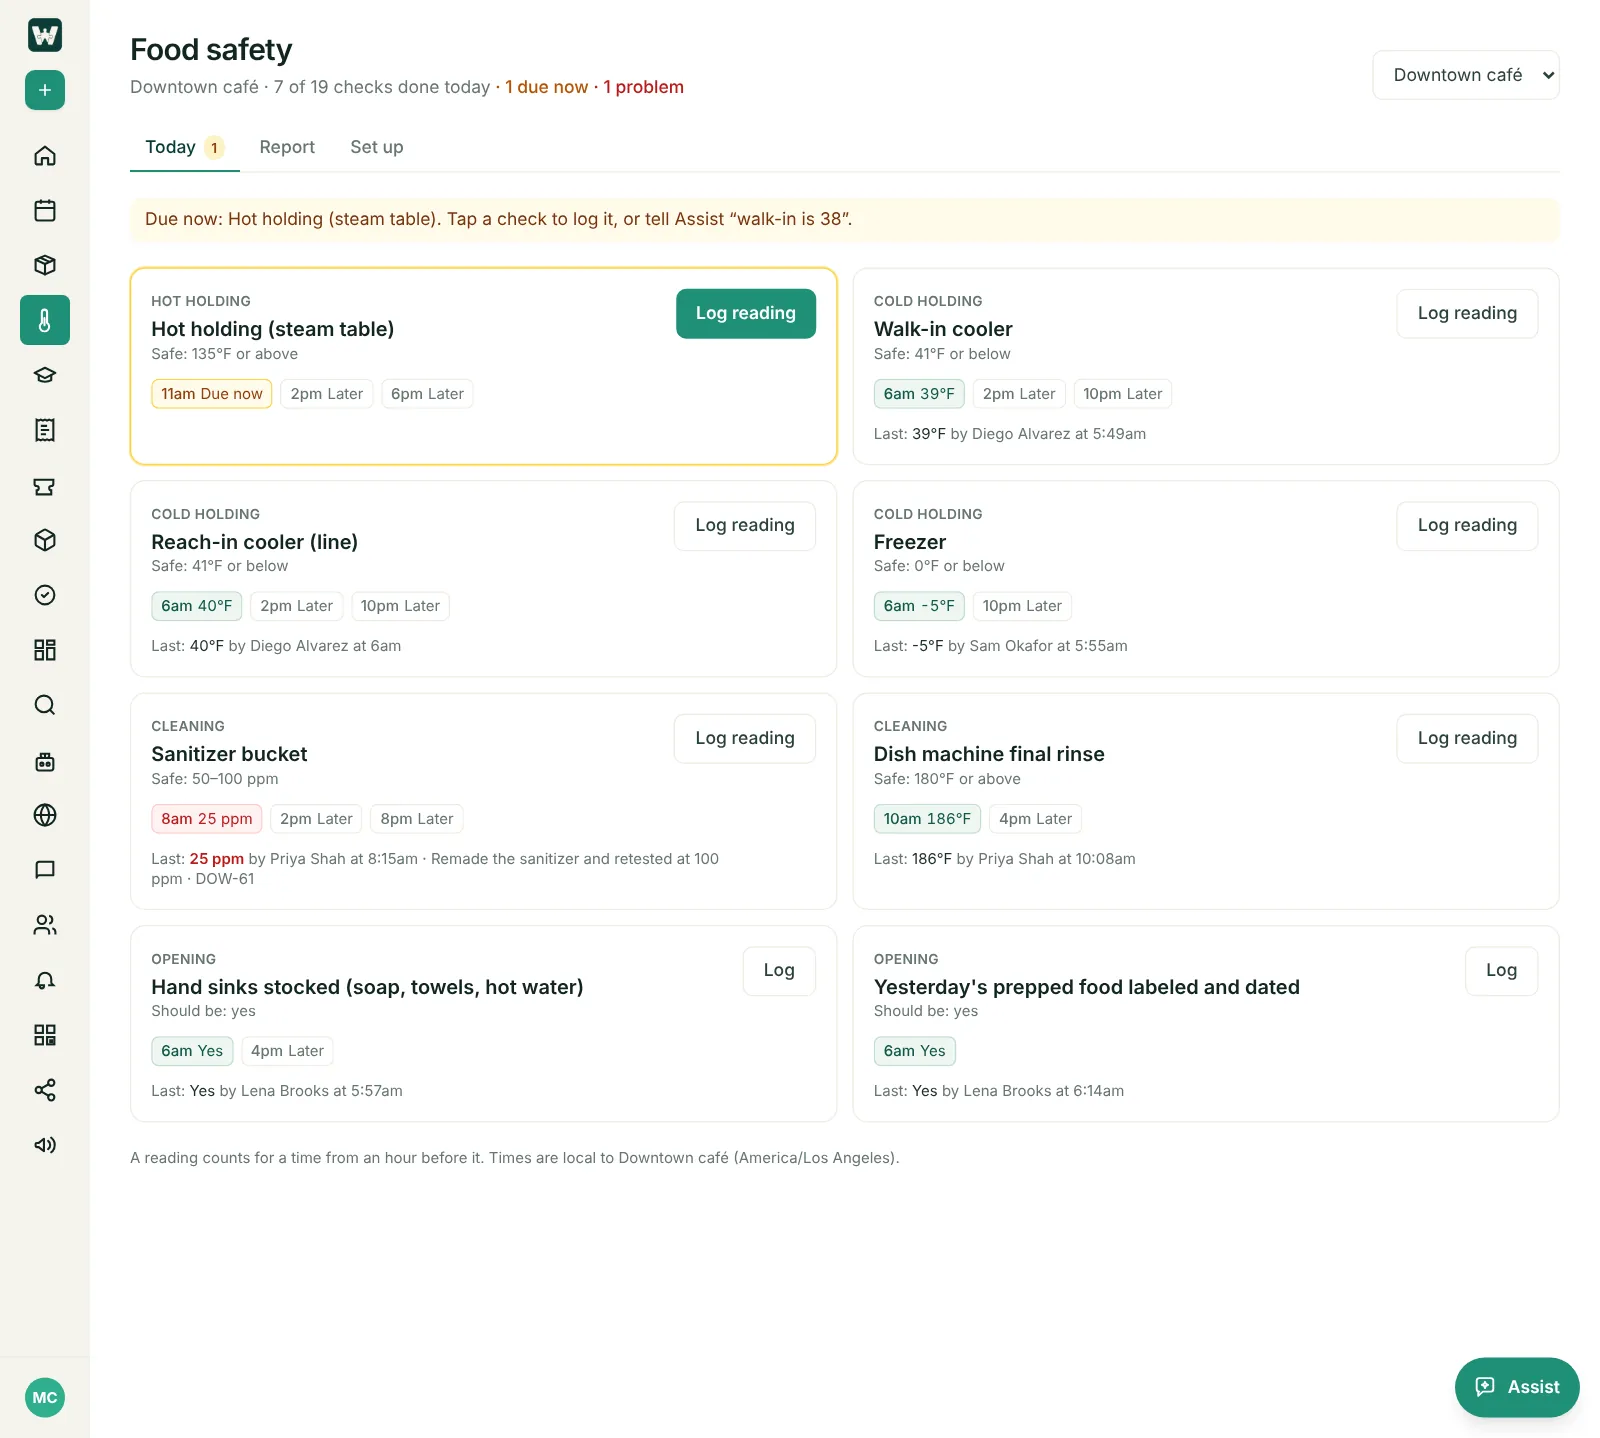 W
Food safety
Downtown café · 7 of 19 checks done today · 1 due now · 1 problem
Downtown café
Today 1
Report
Set up
Due now: Hot holding (steam table). Tap a check to log it, or tell Assist “walk-in is 38”.
HOT HOLDING
Hot holding (steam table)
Safe: 135°F or above
Log reading
11am Due now
2pm Later
6pm Later
COLD HOLDING
Walk-in cooler
Safe: 41°F or below
Log reading
6am 39°F
2pm Later
10pm Later
Last: 39°F by Diego Alvarez at 5:49am
COLD HOLDING
Reach-in cooler (line)
Safe: 41°F or below
Log reading
6am 40°F
2pm Later
10pm Later
Last: 40°F by Diego Alvarez at 6am
COLD HOLDING
Freezer
Safe: 0°F or below
Log reading
6am -5°F
10pm Later
Last: -5°F by Sam Okafor at 5:55am
CLEANING
Sanitizer bucket
Safe: 50–100 ppm
Log reading
8am 25 ppm
2pm Later
8pm Later
Last: 25 ppm by Priya Shah at 8:15am · Remade the sanitizer and retested at 100
ppm · DOW-61
CLEANING
Dish machine final rinse
Safe: 180°F or above
Log reading
10am 186°F
4pm Later
Last: 186°F by Priya Shah at 10:08am
OPENING
Hand sinks stocked (soap, towels, hot water)
Should be: yes
Log
6am Yes
4pm Later
Last: Yes by Lena Brooks at 5:57am
OPENING
Yesterday's prepped food labeled and dated
Should be: yes
Log
6am Yes
Last: Yes by Lena Brooks at 6:14am
A reading counts for a time from an hour before it. Times are local to Downtown café (America/Los Angeles).
MC
Assist